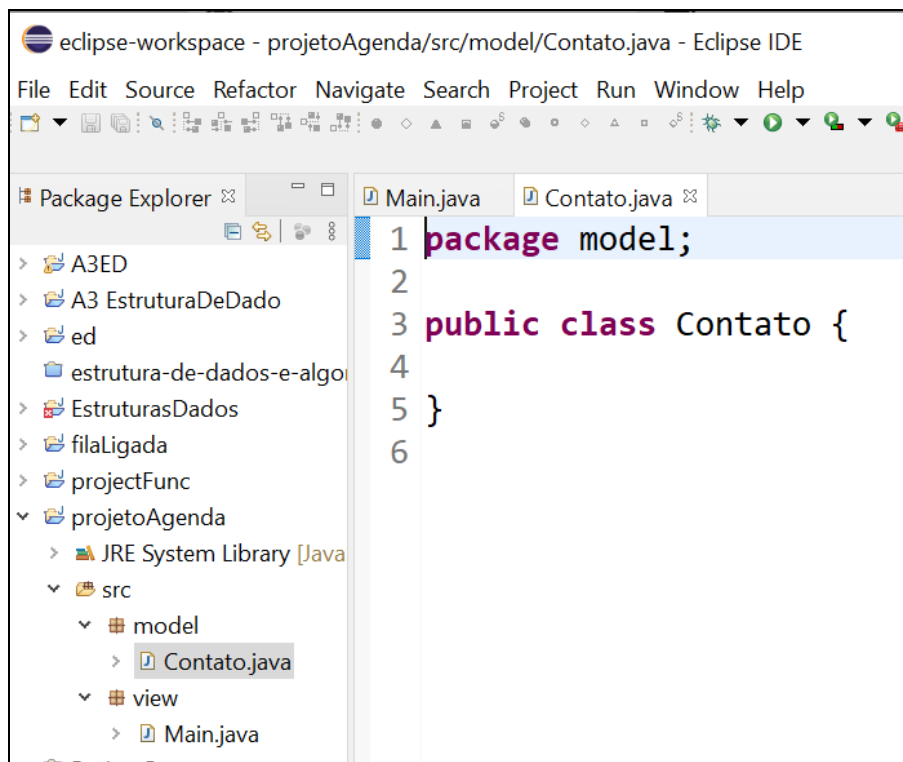 eclipse-workspace - projetoAgenda/src/model/Contato.java - Eclipse IDE
File Edit Source Refactor Navigate Search Project Run Window Help
Package Explorer
A3ED
A3 EstruturaDeDado
ed
estrutura-de-dados-e-algo
EstruturasDados
filaLigada
projectFunc
projetoAgenda
JRE System Library [Java
src
model
Contato.java
view
Main.java
Main.java Contato.java
1 package model;
2
3 public class Contato {
4
5 }
6